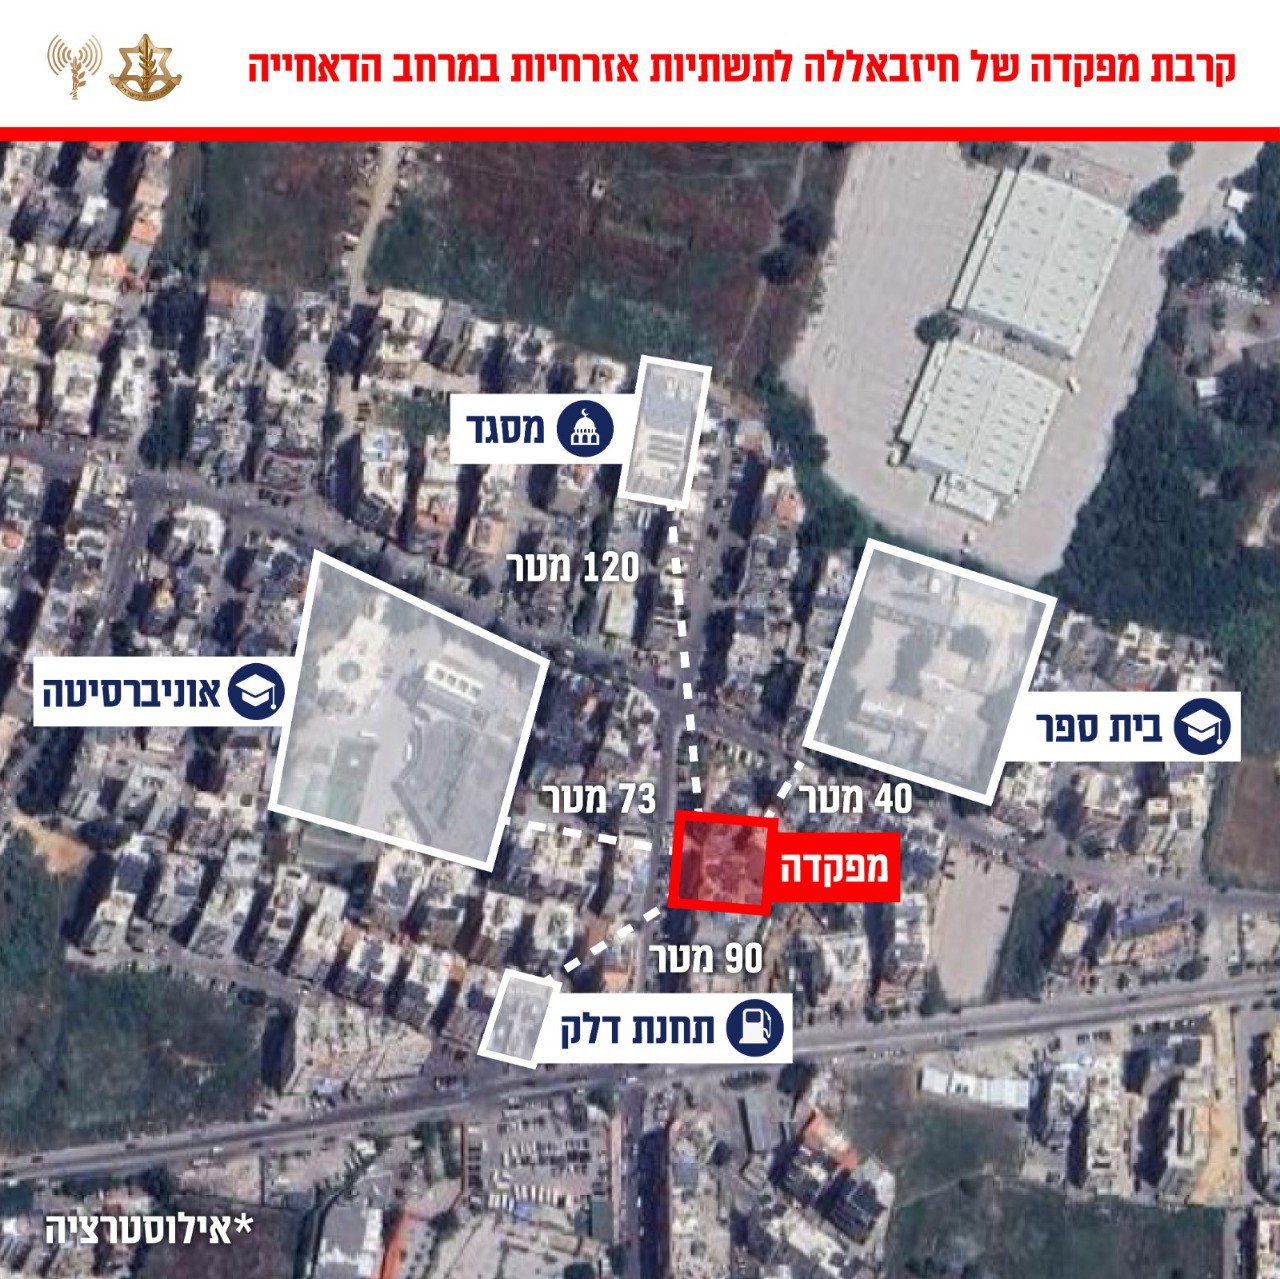 קרבת מפקדה של חיזבאללה לתשתיות אזרחיות במרחב הדאחייה
מסגד
120 מטר
אוניברסיטה
בית ספר
73 מטר
40 מטר
מפקדה
90 מטר
תחנת דלק
*אילוסטרציה